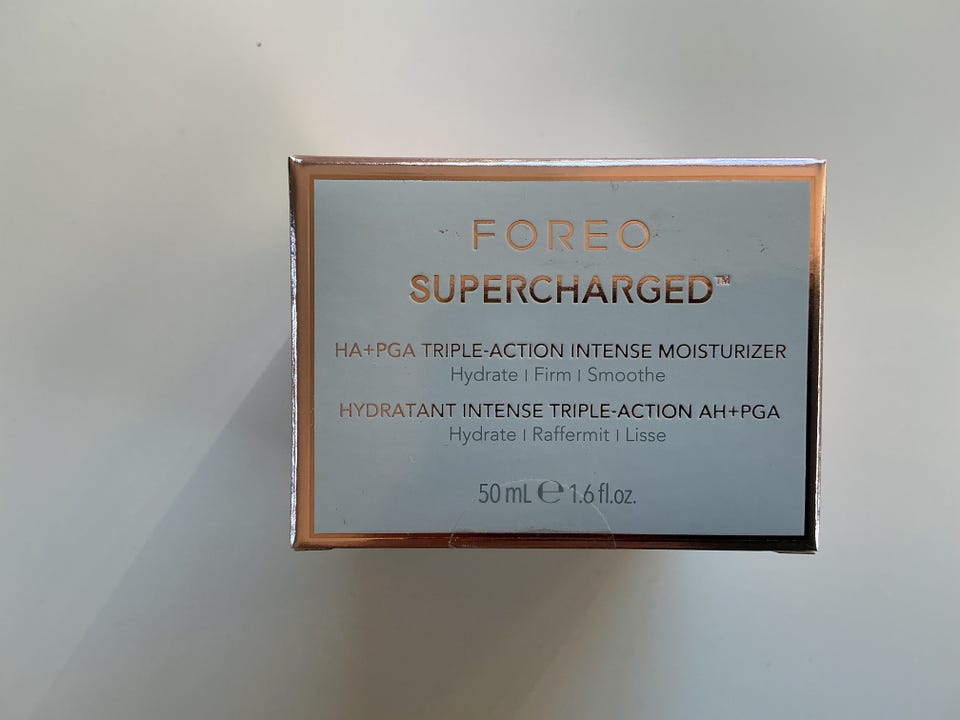 FOREO
SUPERCHARGED™
HA+PGA TRIPLE-ACTION INTENSE MOISTURIZER
Hydrate | Firm | Smoothe
HYDRATANT INTENSE TRIPLE-ACTION AH+PGA
Hydrate | Raffermit | Lisse
50 mL ℮ 1.6 fl.oz.